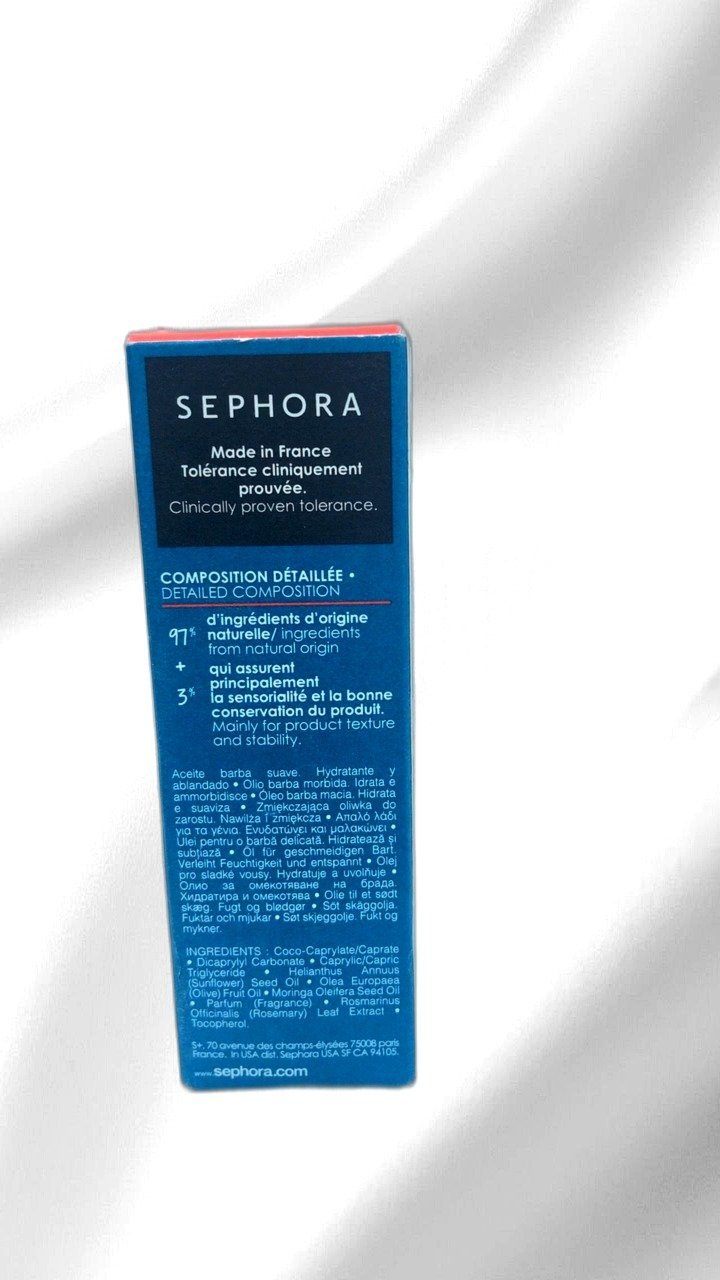 SEPHORA
Made in France
Tolérance cliniquement
prouvée.
Clinically proven tolerance.
COMPOSITION DÉTAILLÉE •
DETAILED COMPOSITION
97% d'ingrédients d'origine
naturelle/ ingredients
from natural origin
+ qui assurent
principalement
3% la sensorialité et la bonne
conservation du produit.
Mainly for product texture
and stability.
Aceite barba suave. Hydratante y
ablandado • Olio barba morbida. Idrata e
ammorbidisce • Óleo barba macia. Hidrata
e suaviza • Zmiękczająca oliwka do
zarostu. Nawilża i zmiękcza • Απαλό λάδι
για τα γένια. Ενυδατώνει και μαλακώνει •
Ulei pentru o barbă delicată. Hidratează și
subțiază • Öl für geschmeidigen Bart.
Verleiht Feuchtigkeit und entspannt • Olej
pro sladké vousy. Hydratuje a uvolňuje •
Олио за омекотяване на брада.
Хидратира и омекотява • Olie til et sødt
skæg. Fugt og blødgør • Söt skäggolja.
Fuktar och mjukar • Søt skjeggolje. Fukt og
mykner.
INGREDIENTS : Coco-Caprylate/Caprate
• Dicaprylyl Carbonate • Caprylic/Capric
Triglyceride • Helianthus Annuus
(Sunflower) Seed Oil • Olea Europaea
(Olive) Fruit Oil • Moringa Oleifera Seed Oil
• Parfum (Fragrance) • Rosmarinus
Officinalis (Rosemary) Leaf Extract •
Tocopherol.
S+, 70 avenue des champs-élysées 75008 paris
France. In USA dist. Sephora USA SF CA 94105.
www.sephora.com